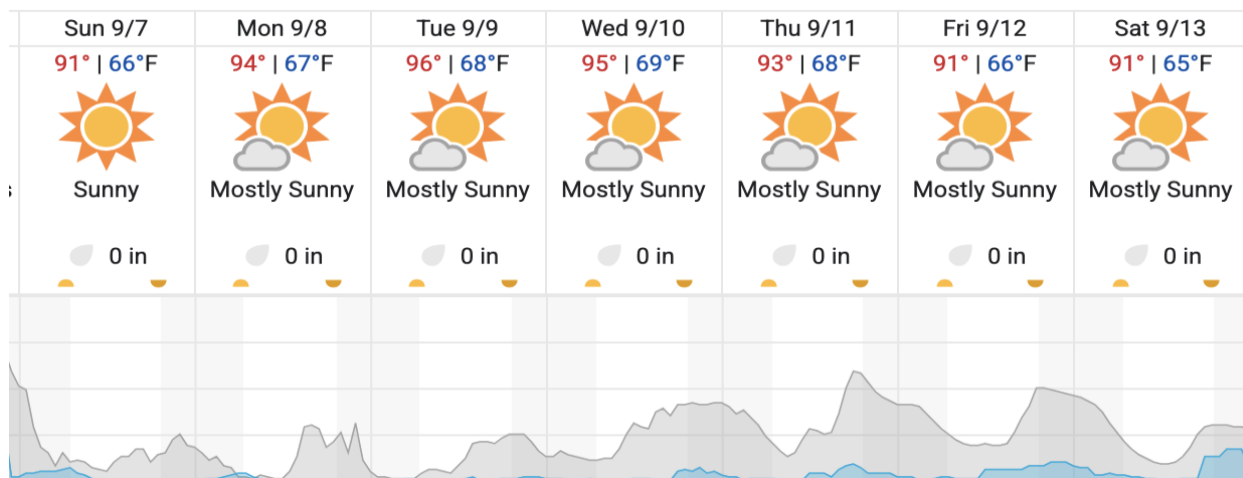 Sun 9/7
91° | 66°F
Sunny
0 in
Mon 9/8
94° | 67°F
Mostly Sunny
0 in
Tue 9/9
96° | 68°F
Mostly Sunny
0 in
Wed 9/10
95° | 69°F
Mostly Sunny
0 in
Thu 9/11
93° | 68°F
Mostly Sunny
0 in
Fri 9/12
91° | 66°F
Mostly Sunny
0 in
Sat 9/13
91° | 65°F
Mostly Sunny
0 in